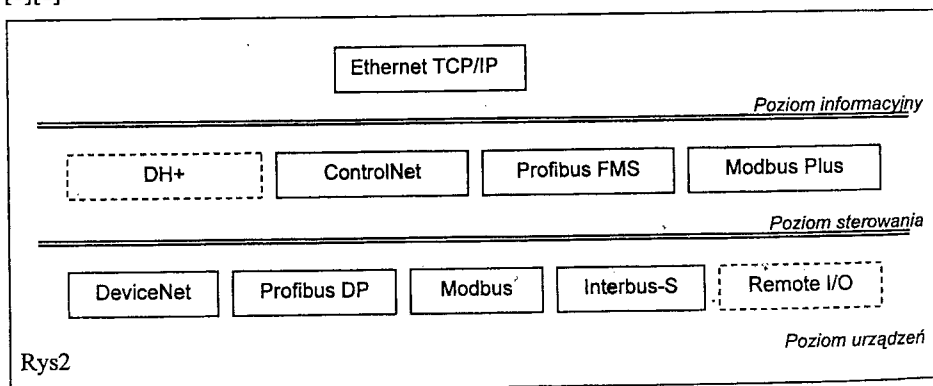 Ethernet TCP/IP
Poziom informacyjny
DH+ ControlNet Profibus FMS Modbus Plus
Poziom sterowania
DeviceNet Profibus DP Modbus Interbus-S Remote I/O
Poziom urządzeń
Rys2